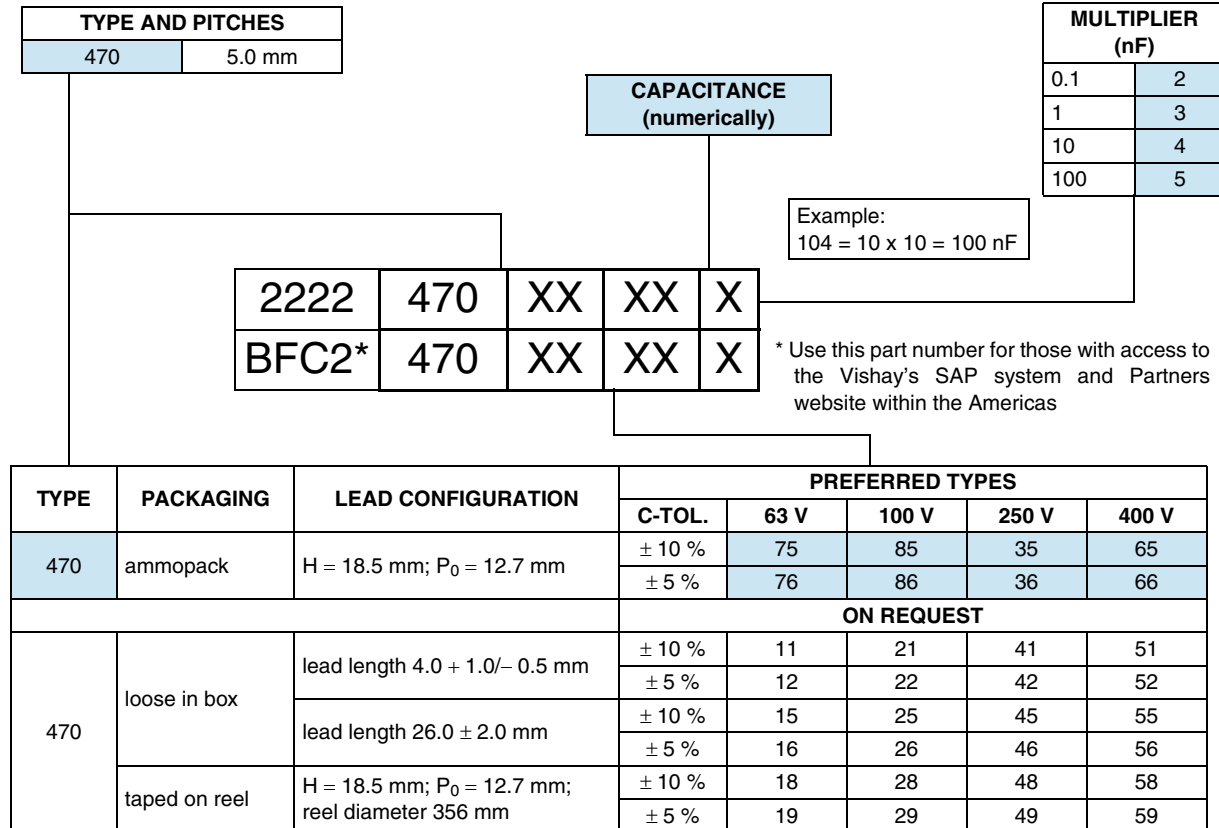 TYPE AND PITCHES
470 5.0 mm
MULTIPLIER
(nF)
0.1 2
1 3
10 4
100 5
CAPACITANCE
(numerically)
Example:
104 = 10 x 10 = 100 nF
2222 470 XX XX X
BFC2* 470 XX XX X
* Use this part number for those with access to
the Vishay's SAP system and Partners
website within the Americas
TYPE PACKAGING LEAD CONFIGURATION PREFERRED TYPES
C-TOL. 63 V 100 V 250 V 400 V
470 ammopack H = 18.5 mm; P0 = 12.7 mm ± 10 % 75 85 35 65
± 5 % 76 86 36 66
ON REQUEST
470 loose in box lead length 4.0 + 1.0/− 0.5 mm ± 10 % 11 21 41 51
± 5 % 12 22 42 52
lead length 26.0 ± 2.0 mm ± 10 % 15 25 45 55
± 5 % 16 26 46 56
taped on reel H = 18.5 mm; P0 = 12.7 mm; ± 10 % 18 28 48 58
reel diameter 356 mm ± 5 % 19 29 49 59